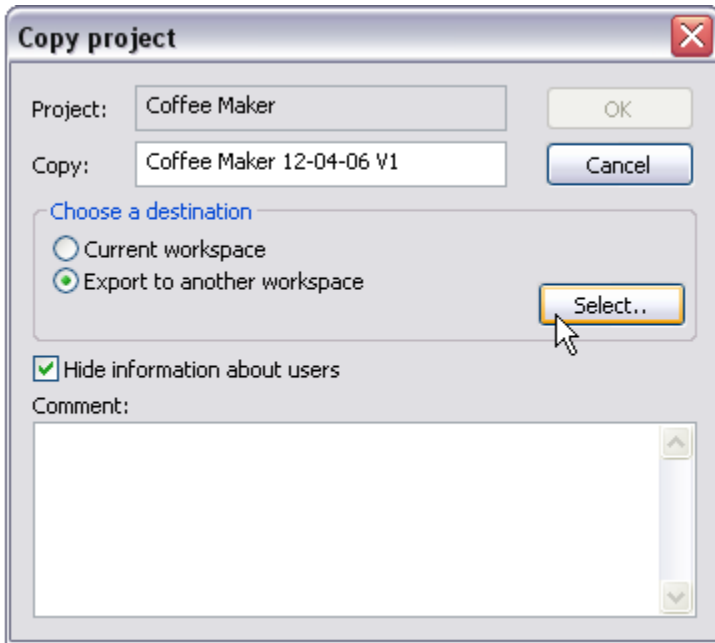 Copy project
Project: Coffee Maker OK
Copy: Coffee Maker 12-04-06 V1 Cancel
Choose a destination
Current workspace
Export to another workspace
Select..
Hide information about users
Comment: